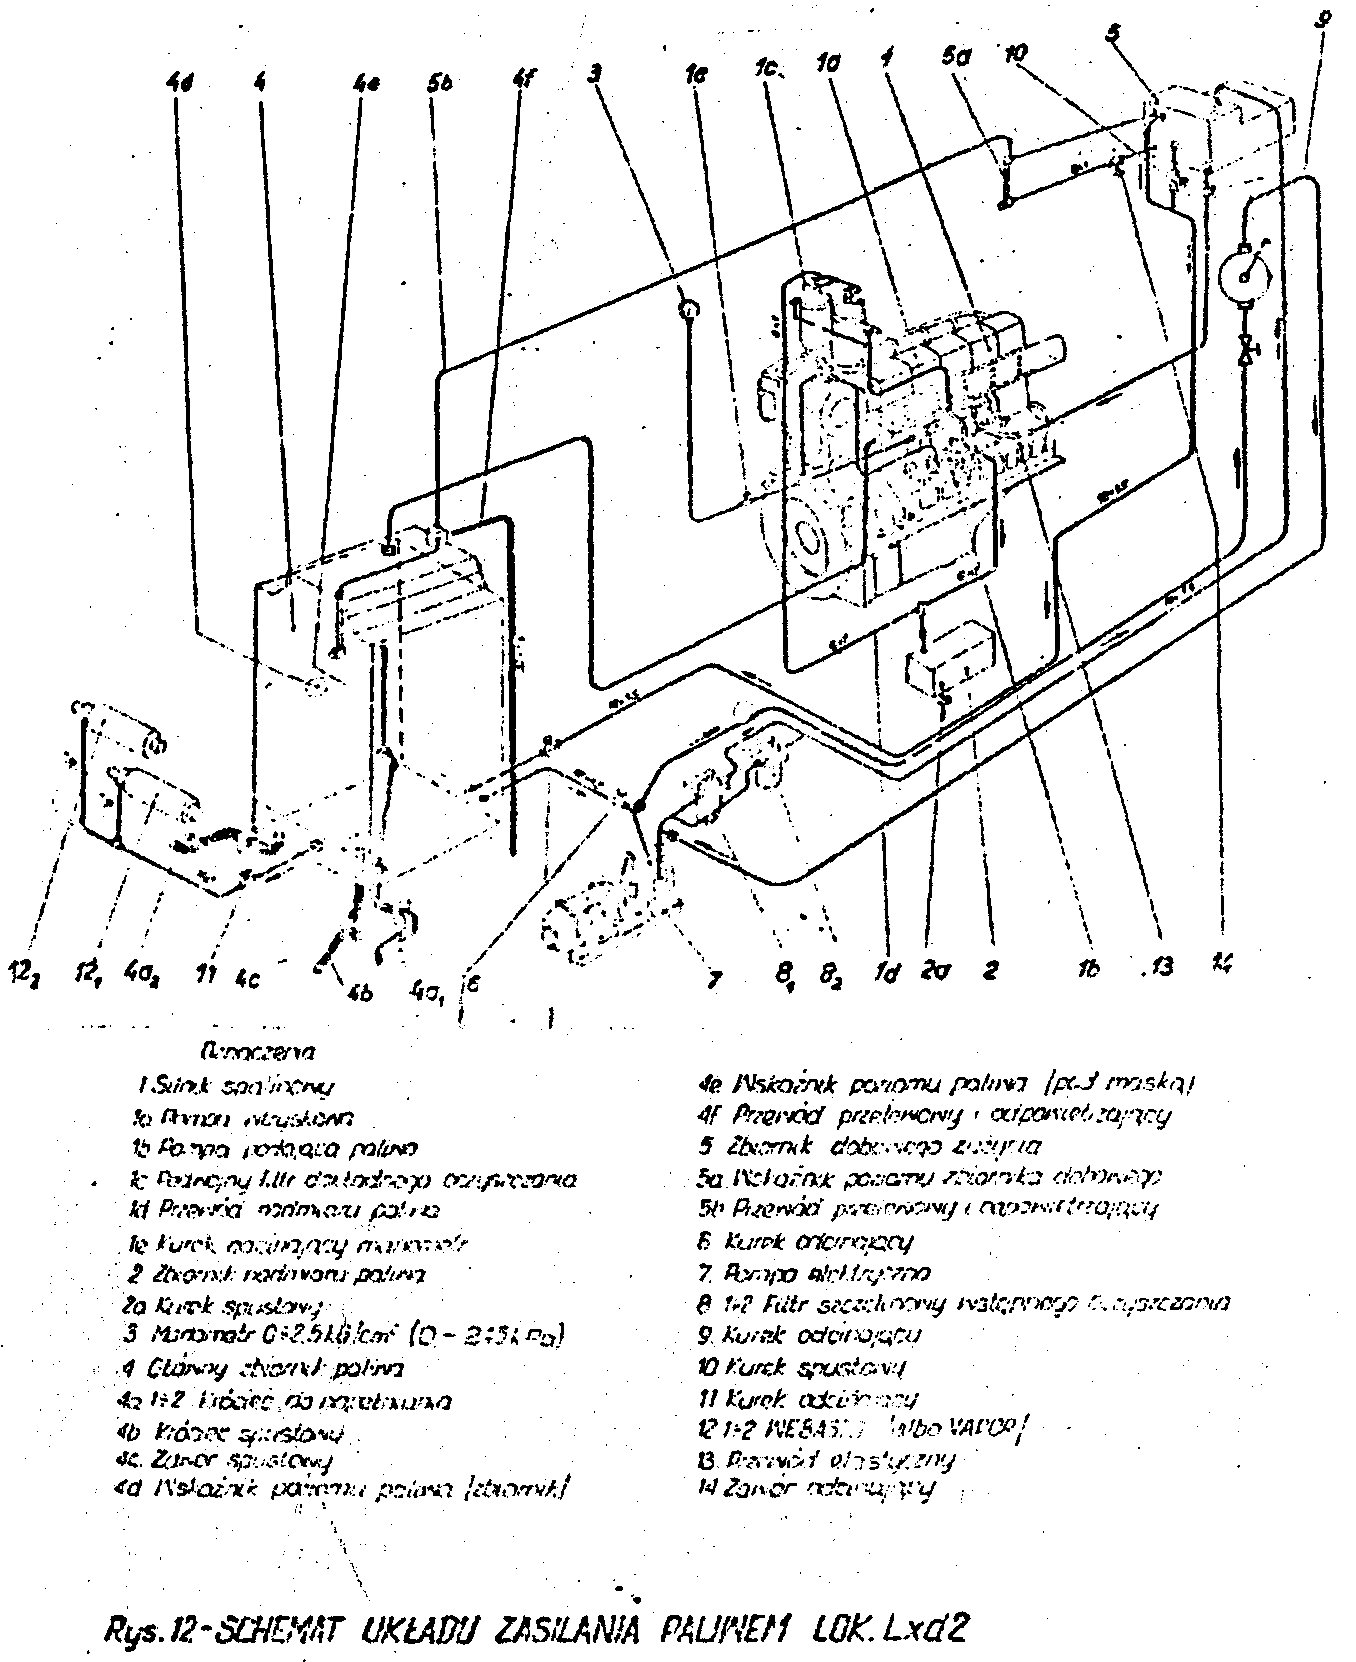 4d 4 4e 5b 4f 3 1e 1c 1a 1 5a 10 5 9
12₂ 12₁ 4a₂ 11 4c 4b 4a₁ 6 7 8₁ 8₂ 1d 2a 2 1b 13 14
Oznaczenia
1 Silnik spalinowy
1a Pompa wtryskowa
1b Pompa podająca paliwo
1c Podwójny filtr dokładnego oczyszczania
1d Przewód nadmiaru paliwa
1e Kurek odcinający manometr
2 Zbiornik nadmiaru paliwa
2a Kurek spustowy
3 Manometr 0÷2,5kG/cm² (0 - 245kPa)
4 Główny zbiornik paliwa
4a 1÷2 Króciec do napełniania
4b Króciec spustowy
4c. Zawór spustowy
4d Wskaźnik poziomu paliwa /zbiornik/
4e Wskaźnik poziomu paliwa /pod maską/
4f Przewód przelewowy i odpowietrzający
5 Zbiornik dobowego zużycia
5a Wskaźnik poziomu zbiornika dobowego
5b Przewód przelewowy i odpowietrzający
6 Kurek odcinający
7. Pompa elektryczna
8 1÷2 Filtr szczelinowy wstępnego oczyszczania
9. Kurek odcinający
10 Kurek spustowy
11 Kurek odcinający
12 1÷2 WEBASTO /albo VAPOR/
13. Przewód elastyczny
14 Zawór odcinający
Rys.12-SCHEMAT UKŁADU ZASILANIA PALIWEM LOK. Lxd2